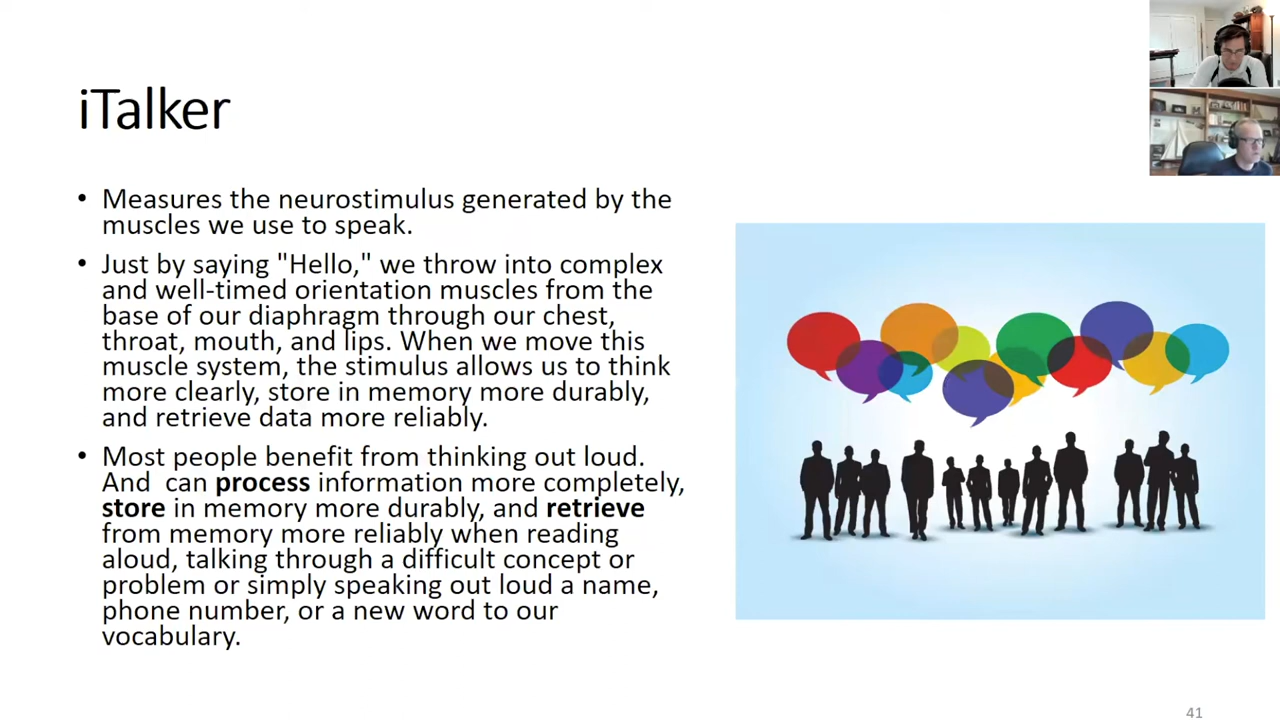 iTalker
• Measures the neurostimulus generated by the
muscles we use to speak.
• Just by saying "Hello," we throw into complex
and well-timed orientation muscles from the
base of our diaphragm through our chest,
throat, mouth, and lips. When we move this
muscle system, the stimulus allows us to think
more clearly, store in memory more durably,
and retrieve data more reliably.
• Most people benefit from thinking out loud.
And  can process information more completely,
store in memory more durably, and retrieve
from memory more reliably when reading
aloud, talking through a difficult concept or
problem or simply speaking out loud a name,
phone number, or a new word to our
vocabulary.
41